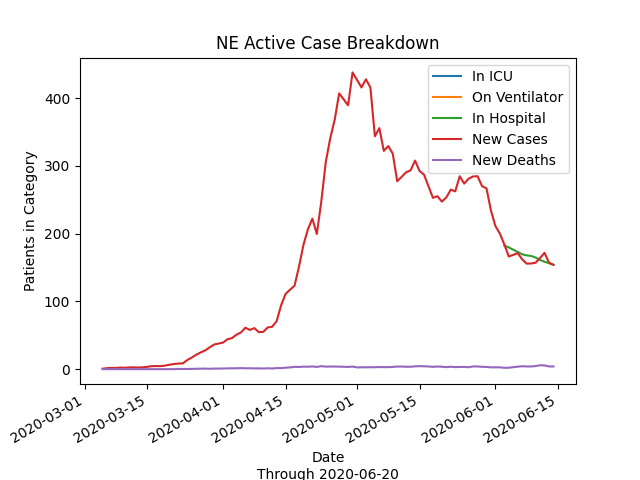 NE Active Case Breakdown
In ICU
On Ventilator
In Hospital
New Cases
New Deaths
Patients in Category
400
300
200
100
0
2020-03-01
2020-03-15
2020-04-01
2020-04-15
2020-05-01
2020-05-15
2020-06-01
2020-06-15
Date
Through 2020-06-20